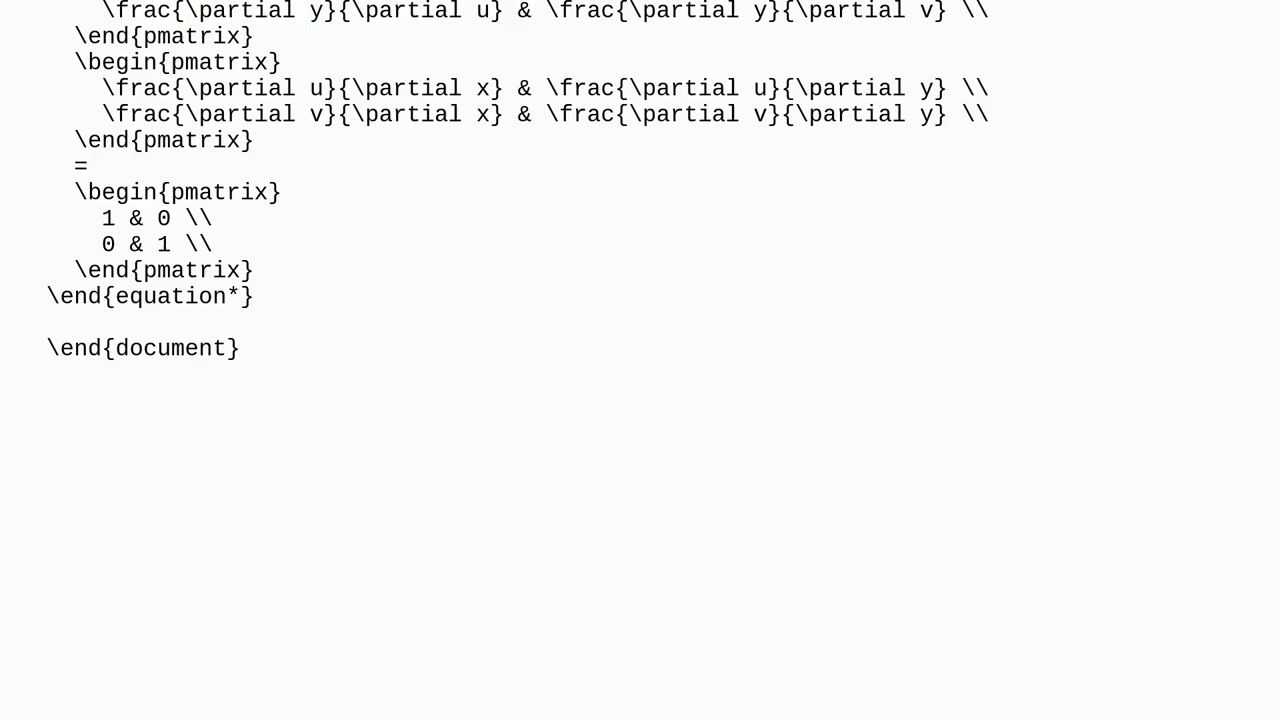 \frac{\partial y}{\partial u} & \frac{\partial y}{\partial v} \\
  \end{pmatrix}
  \begin{pmatrix}
    \frac{\partial u}{\partial x} & \frac{\partial u}{\partial y} \\
    \frac{\partial v}{\partial x} & \frac{\partial v}{\partial y} \\
  \end{pmatrix}
  =
  \begin{pmatrix}
    1 & 0 \\
    0 & 1 \\
  \end{pmatrix}
\end{equation*}

\end{document}